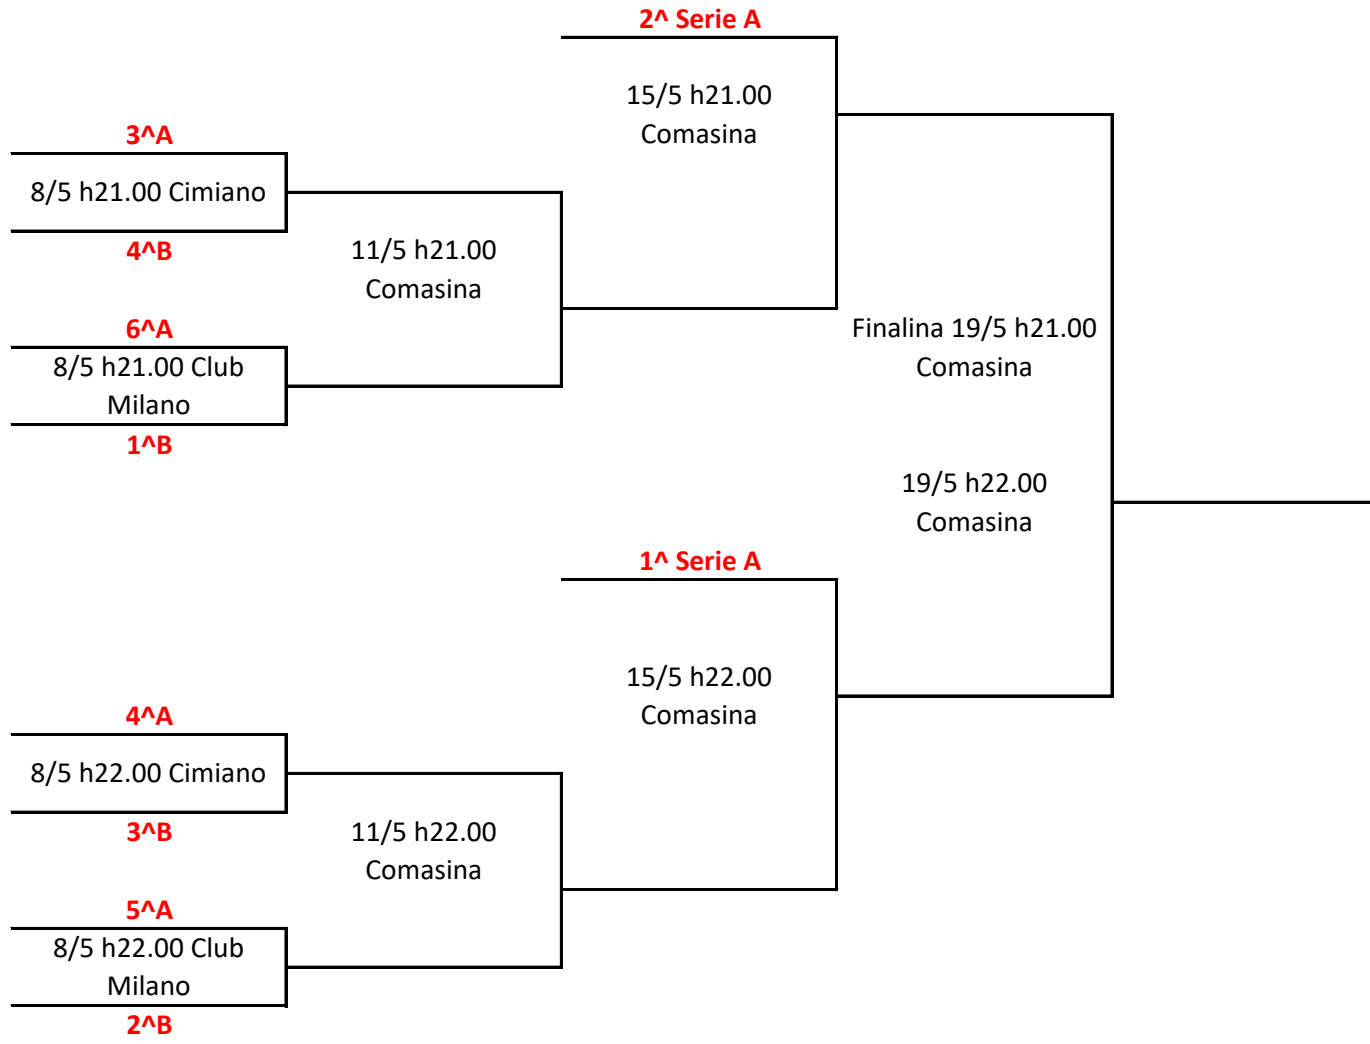 2^ Serie A
15/5 h21.00
Comasina
3^A
8/5 h21.00 Cimiano
4^B
11/5 h21.00
Comasina
6^A
8/5 h21.00 Club
Milano
1^B
Finalina 19/5 h21.00
Comasina
19/5 h22.00
Comasina
1^ Serie A
15/5 h22.00
Comasina
4^A
8/5 h22.00 Cimiano
3^B
11/5 h22.00
Comasina
5^A
8/5 h22.00 Club
Milano
2^B